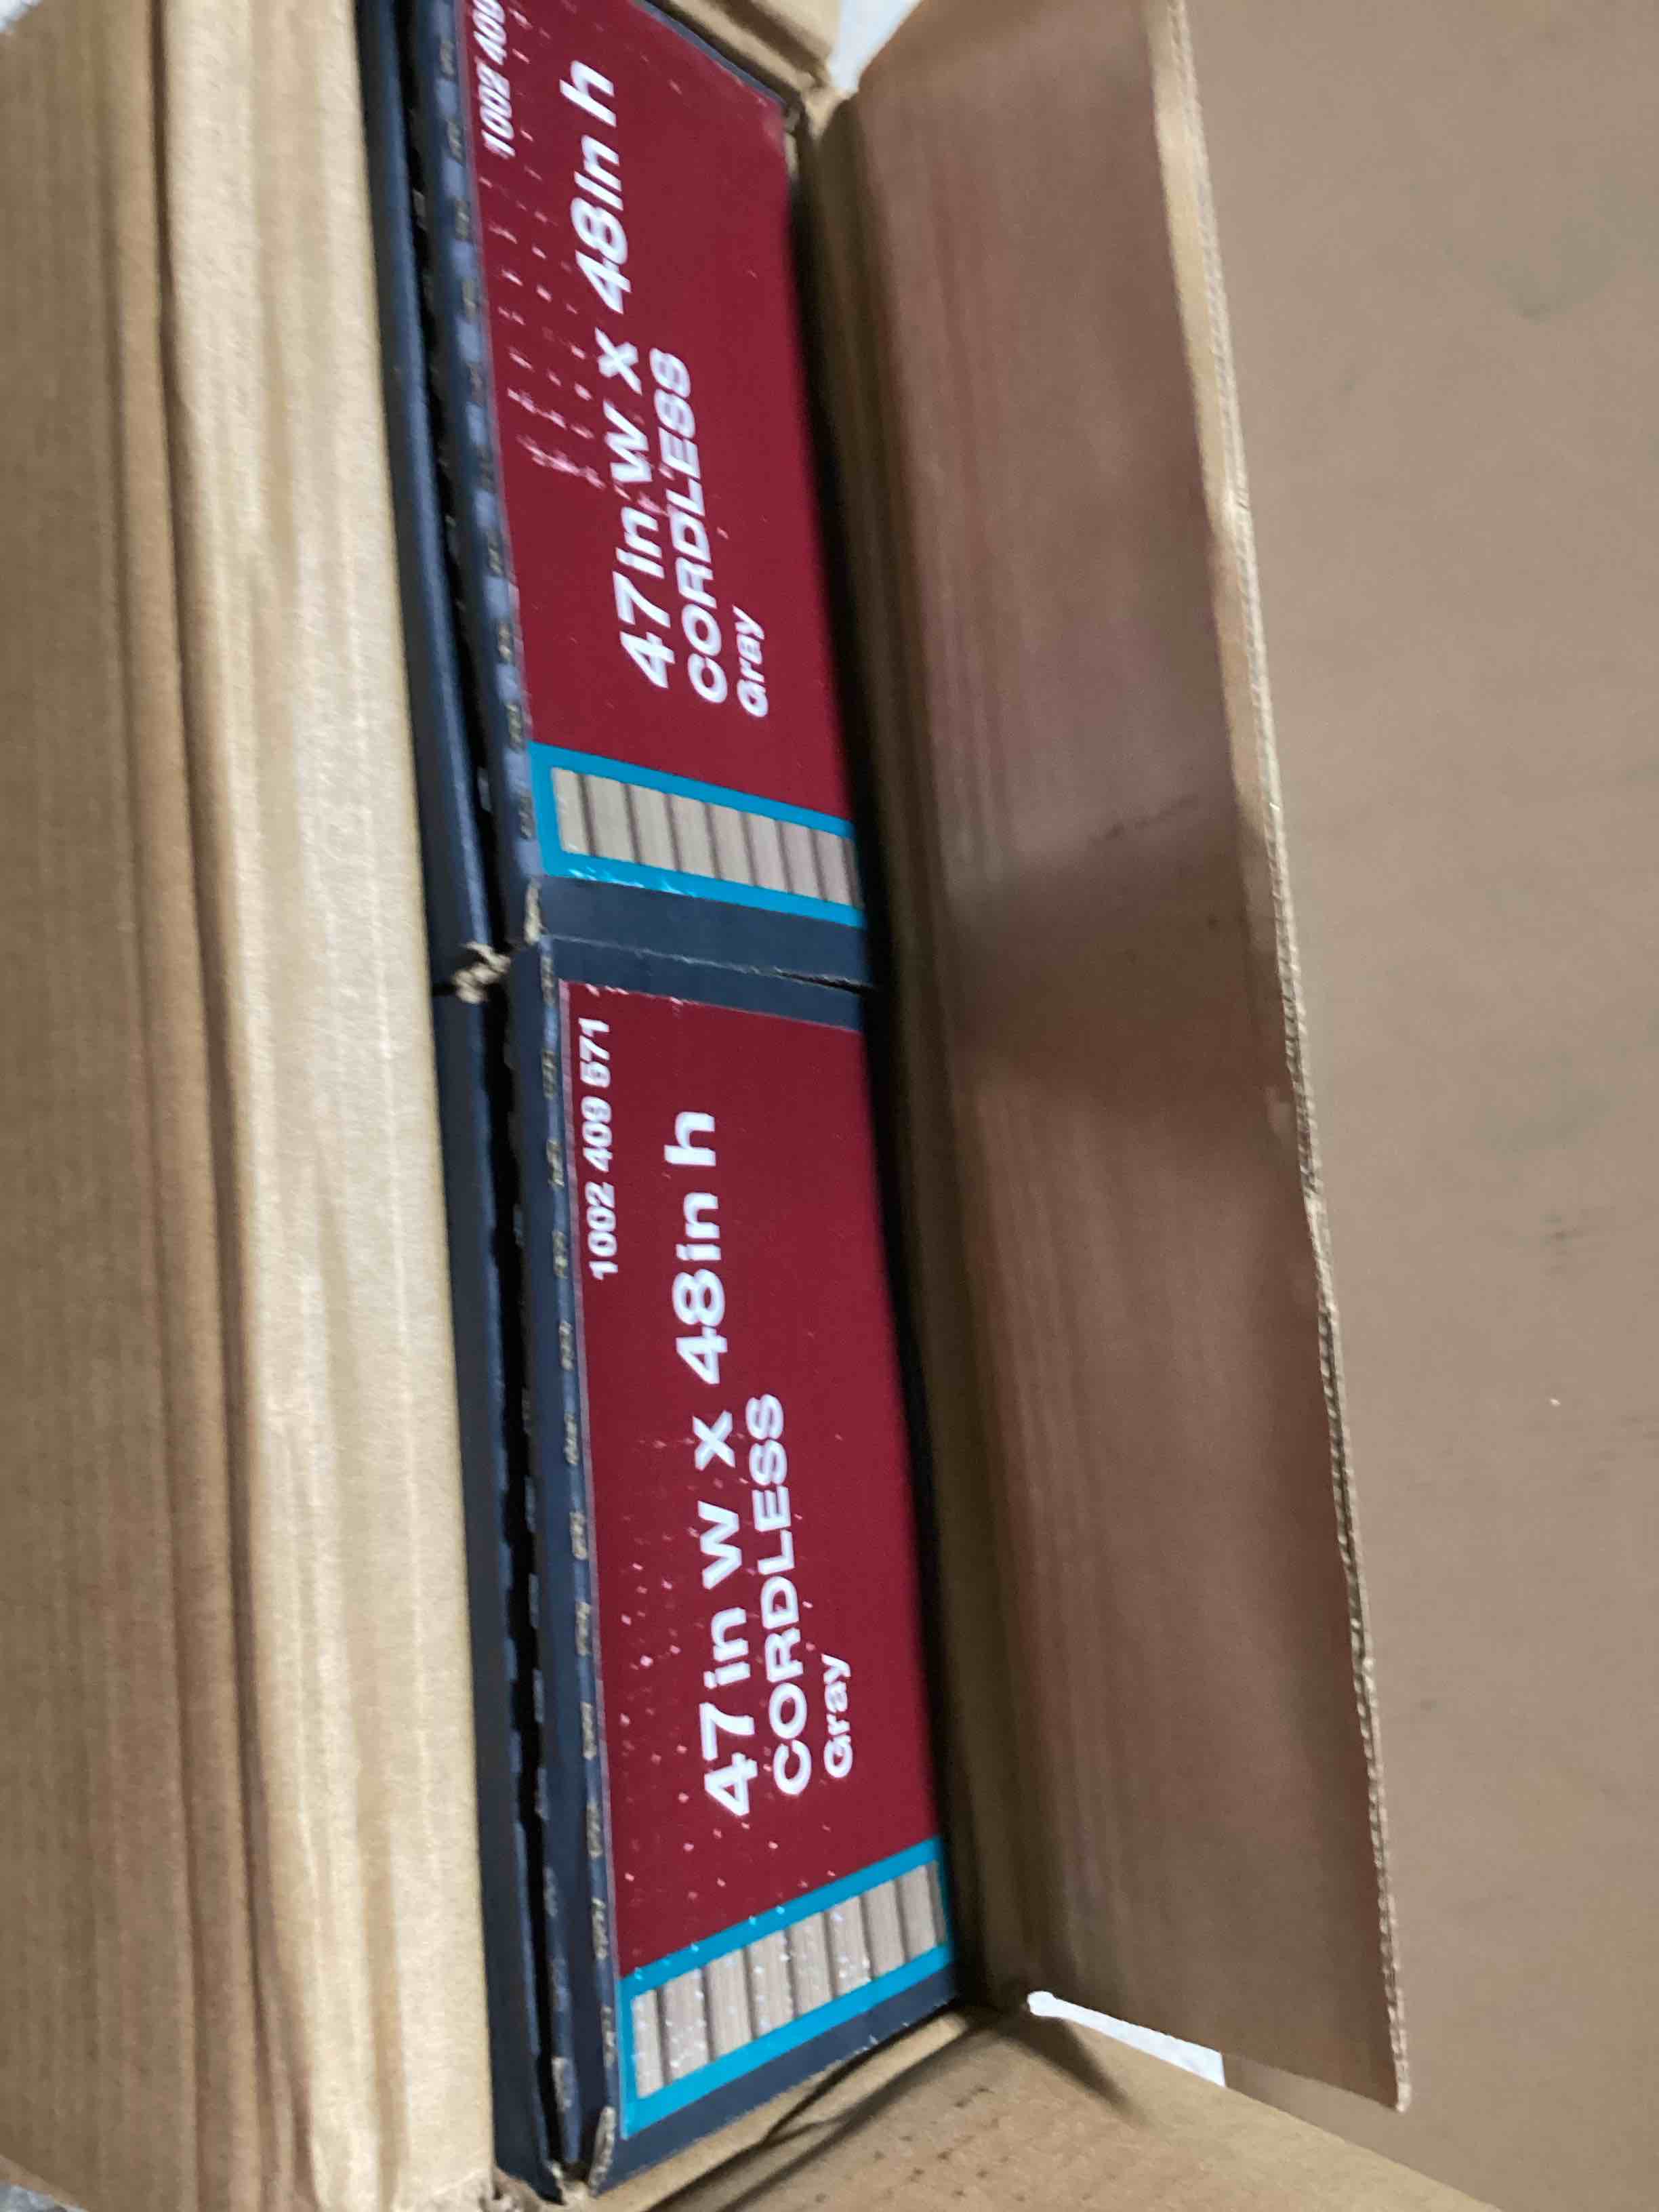 1002 409
47in w x 48in h
CORDLESS
Gray
1002 409 571
47in w x 48in h
CORDLESS
Gray